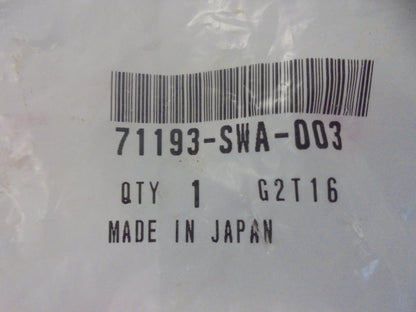 71193-SWA-003
QTY 1 G2T16
MADE IN JAPAN